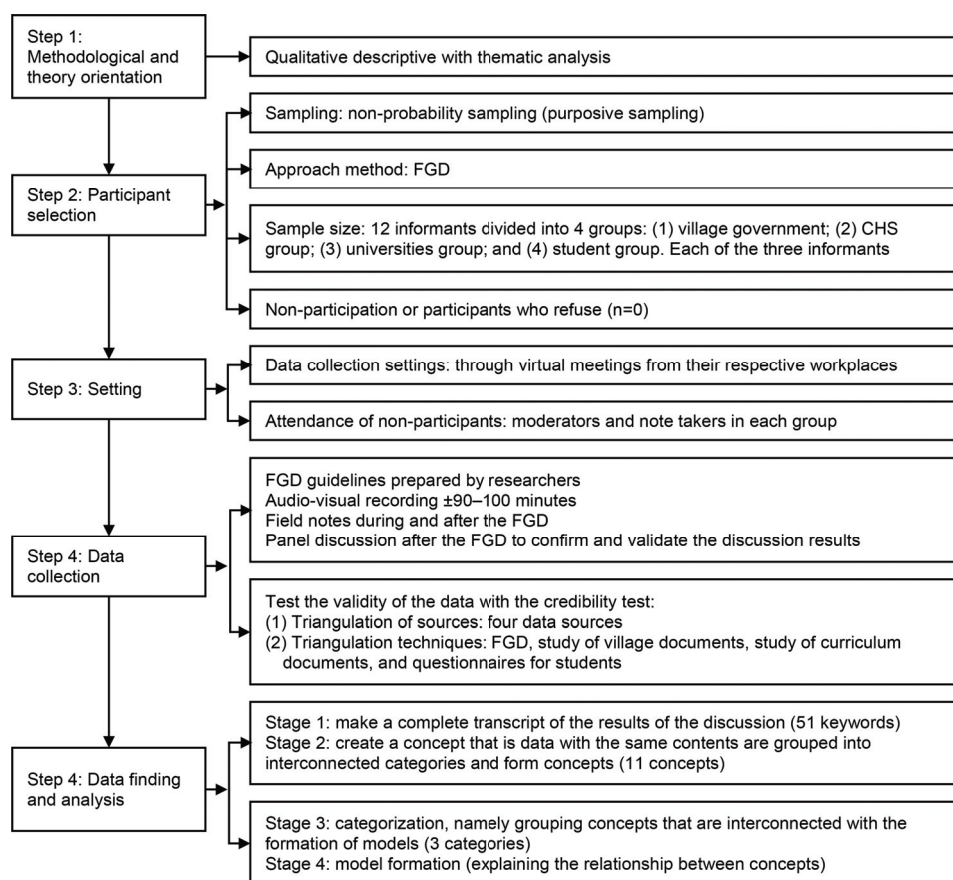 Step 1:
Methodological and
theory orientation
Qualitative descriptive with thematic analysis
Step 2: Participant
selection
Sampling: non-probability sampling (purposive sampling)
Approach method: FGD
Sample size: 12 informants divided into 4 groups: (1) village government; (2) CHS
group; (3) universities group; and (4) student group. Each of the three informants
Non-participation or participants who refuse (n=0)
Step 3: Setting
Data collection settings: through virtual meetings from their respective workplaces
Attendance of non-participants: moderators and note takers in each group
Step 4: Data
collection
FGD guidelines prepared by researchers
Audio-visual recording ±90–100 minutes
Field notes during and after the FGD
Panel discussion after the FGD to confirm and validate the discussion results
Test the validity of the data with the credibility test:
(1) Triangulation of sources: four data sources
(2) Triangulation techniques: FGD, study of village documents, study of curriculum
documents, and questionnaires for students
Step 4: Data finding
and analysis
Stage 1: make a complete transcript of the results of the discussion (51 keywords)
Stage 2: create a concept that is data with the same contents are grouped into
interconnected categories and form concepts (11 concepts)
Stage 3: categorization, namely grouping concepts that are interconnected with the
formation of models (3 categories)
Stage 4: model formation (explaining the relationship between concepts)